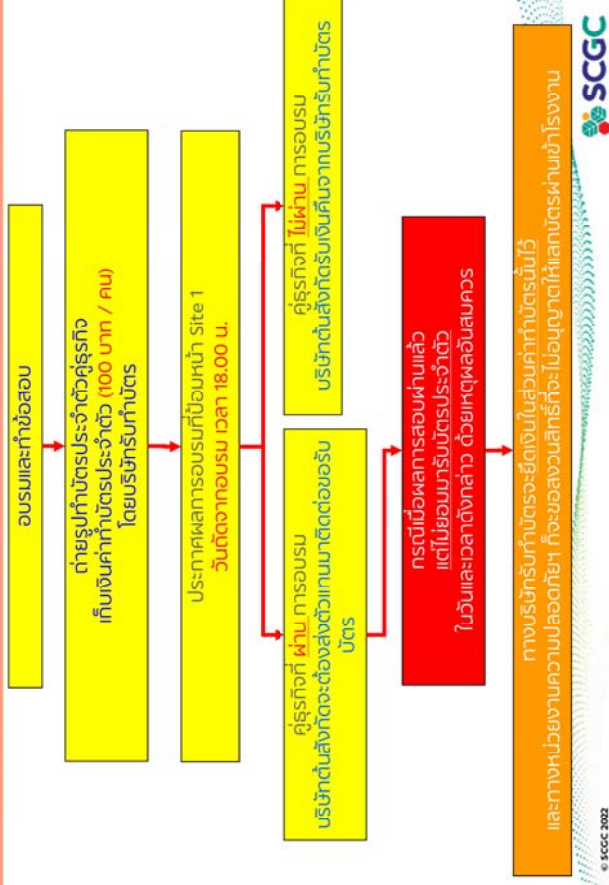 อบรมและทำข้อสอบ
ถ่ายรูปทำบัตรประจำตัวคู่ธุรกิจ
เก็บเงินค่าทำบัตรประจำตัว (100 บาท / คน)
โดยบริษัทรับทำบัตร
ประกาศผลการอบรมที่ป้อมหน้า Site 1
วันถัดจากอบรม เวลา 18.00 น.
คู่ธุรกิจที่ ผ่าน การอบรม
บริษัทต้นสังกัดจะต้องส่งตัวแทนมาติดต่อขอรับ
บัตร
คู่ธุรกิจที่ ไม่ผ่าน การอบรม
บริษัทต้นสังกัดรับเงินคืนจากบริษัทรับทำบัตร
กรณีเมื่อผลการสอบผ่านแล้ว
แต่ไม่ยอมมารับบัตรประจำตัว
ในวันและเวลาดังกล่าว ด้วยเหตุผลอันสมควร
ทางบริษัทรับทำบัตรจะยึดเงินในส่วนค่าทำบัตรนั้นไว้
และทางหน่วยงานความปลอดภัยฯ ก็จะขอสงวนสิทธิ์ที่จะไม่อนุญาตให้แลกบัตรผ่านเข้าโรงงาน
© SCGC 2022
SCGC